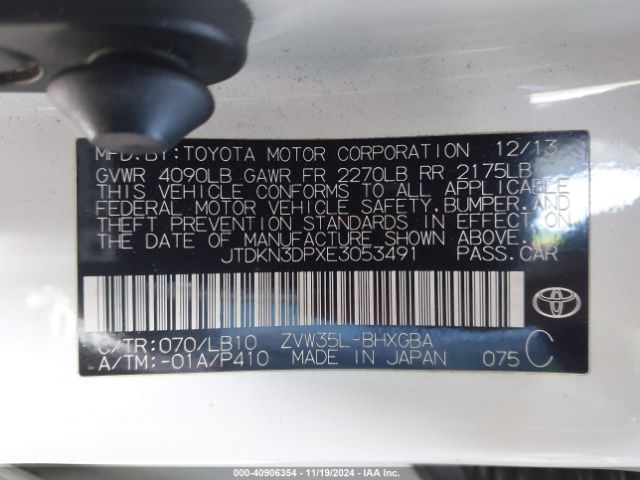 MFD.BY:TOYOTA MOTOR CORPORATION 12/13
GVWR 4090LB GAWR FR 2270LB RR 2175LB
THIS VEHICLE CONFORMS TO ALL APPLICABLE
FEDERAL MOTOR VEHICLE SAFETY,BUMPER,AND
THEFT PREVENTION STANDARDS IN EFFECT ON
THE DATE OF MANUFACTURE SHOWN ABOVE.
JTDKN3DPXE3053491 PASS.CAR
C/TR:070/LB10 ZVW35L-BHXGBA
A/TM:-01A/P410 MADE IN JAPAN 075 C
000-40906354 - 11/19/2024 - IAA Inc.